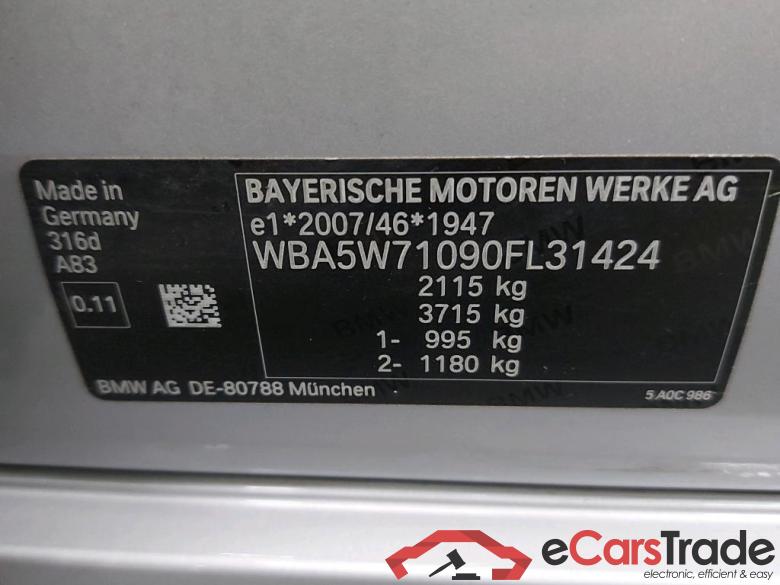 Made in
Germany
316d
A83
0.11
BAYERISCHE MOTOREN WERKE AG
e1*2007/46*1947
WBA5W71090FL31424
2115 kg
3715 kg
1- 995 kg
2- 1180 kg
BMW AG DE-80788 München
5 A0C 986
eCarsTrade
electronic, efficient & easy